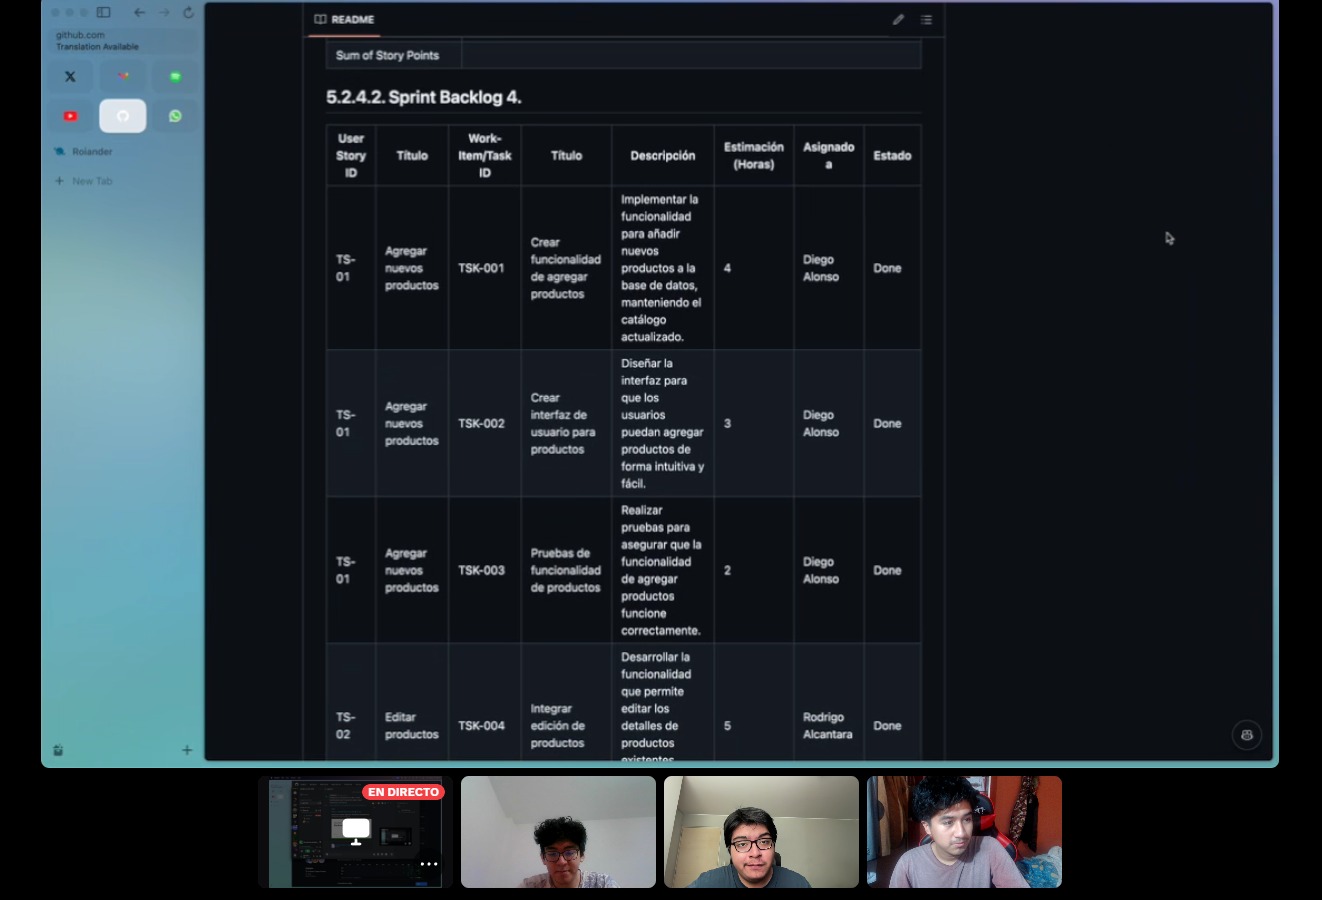 README
github.com
Translation Available
Rolander
New Tab
Sum of Story Points
5.2.4.2. Sprint Backlog 4.
User
Story
ID
Título
Work-
Item/Task
ID
Título
Descripción
Estimación
(Horas)
Asignado
a
Estado
TS-
01
Agregar
nuevos
productos
TSK-001
Crear
funcionalidad
de agregar
productos
Implementar la
funcionalidad
para añadir
nuevos
productos a la
base de datos,
manteniendo el
catálogo
actualizado.
4
Diego
Alonso
Done
TS-
01
Agregar
nuevos
productos
TSK-002
Crear
interfaz de
usuario para
productos
Diseñar la
interfaz para
que los
usuarios
puedan agregar
productos de
forma intuitiva y
fácil.
3
Diego
Alonso
Done
TS-
01
Agregar
nuevos
productos
TSK-003
Pruebas de
funcionalidad
de productos
Realizar
pruebas para
asegurar que la
funcionalidad
de agregar
productos
funcione
correctamente.
2
Diego
Alonso
Done
TS-
02
Editar
productos
TSK-004
Integrar
edición de
productos
Desarrollar la
funcionalidad
que permite
editar los
detalles de
productos
existentes
5
Rodrigo
Alcantara
Done
EN DIRECTO